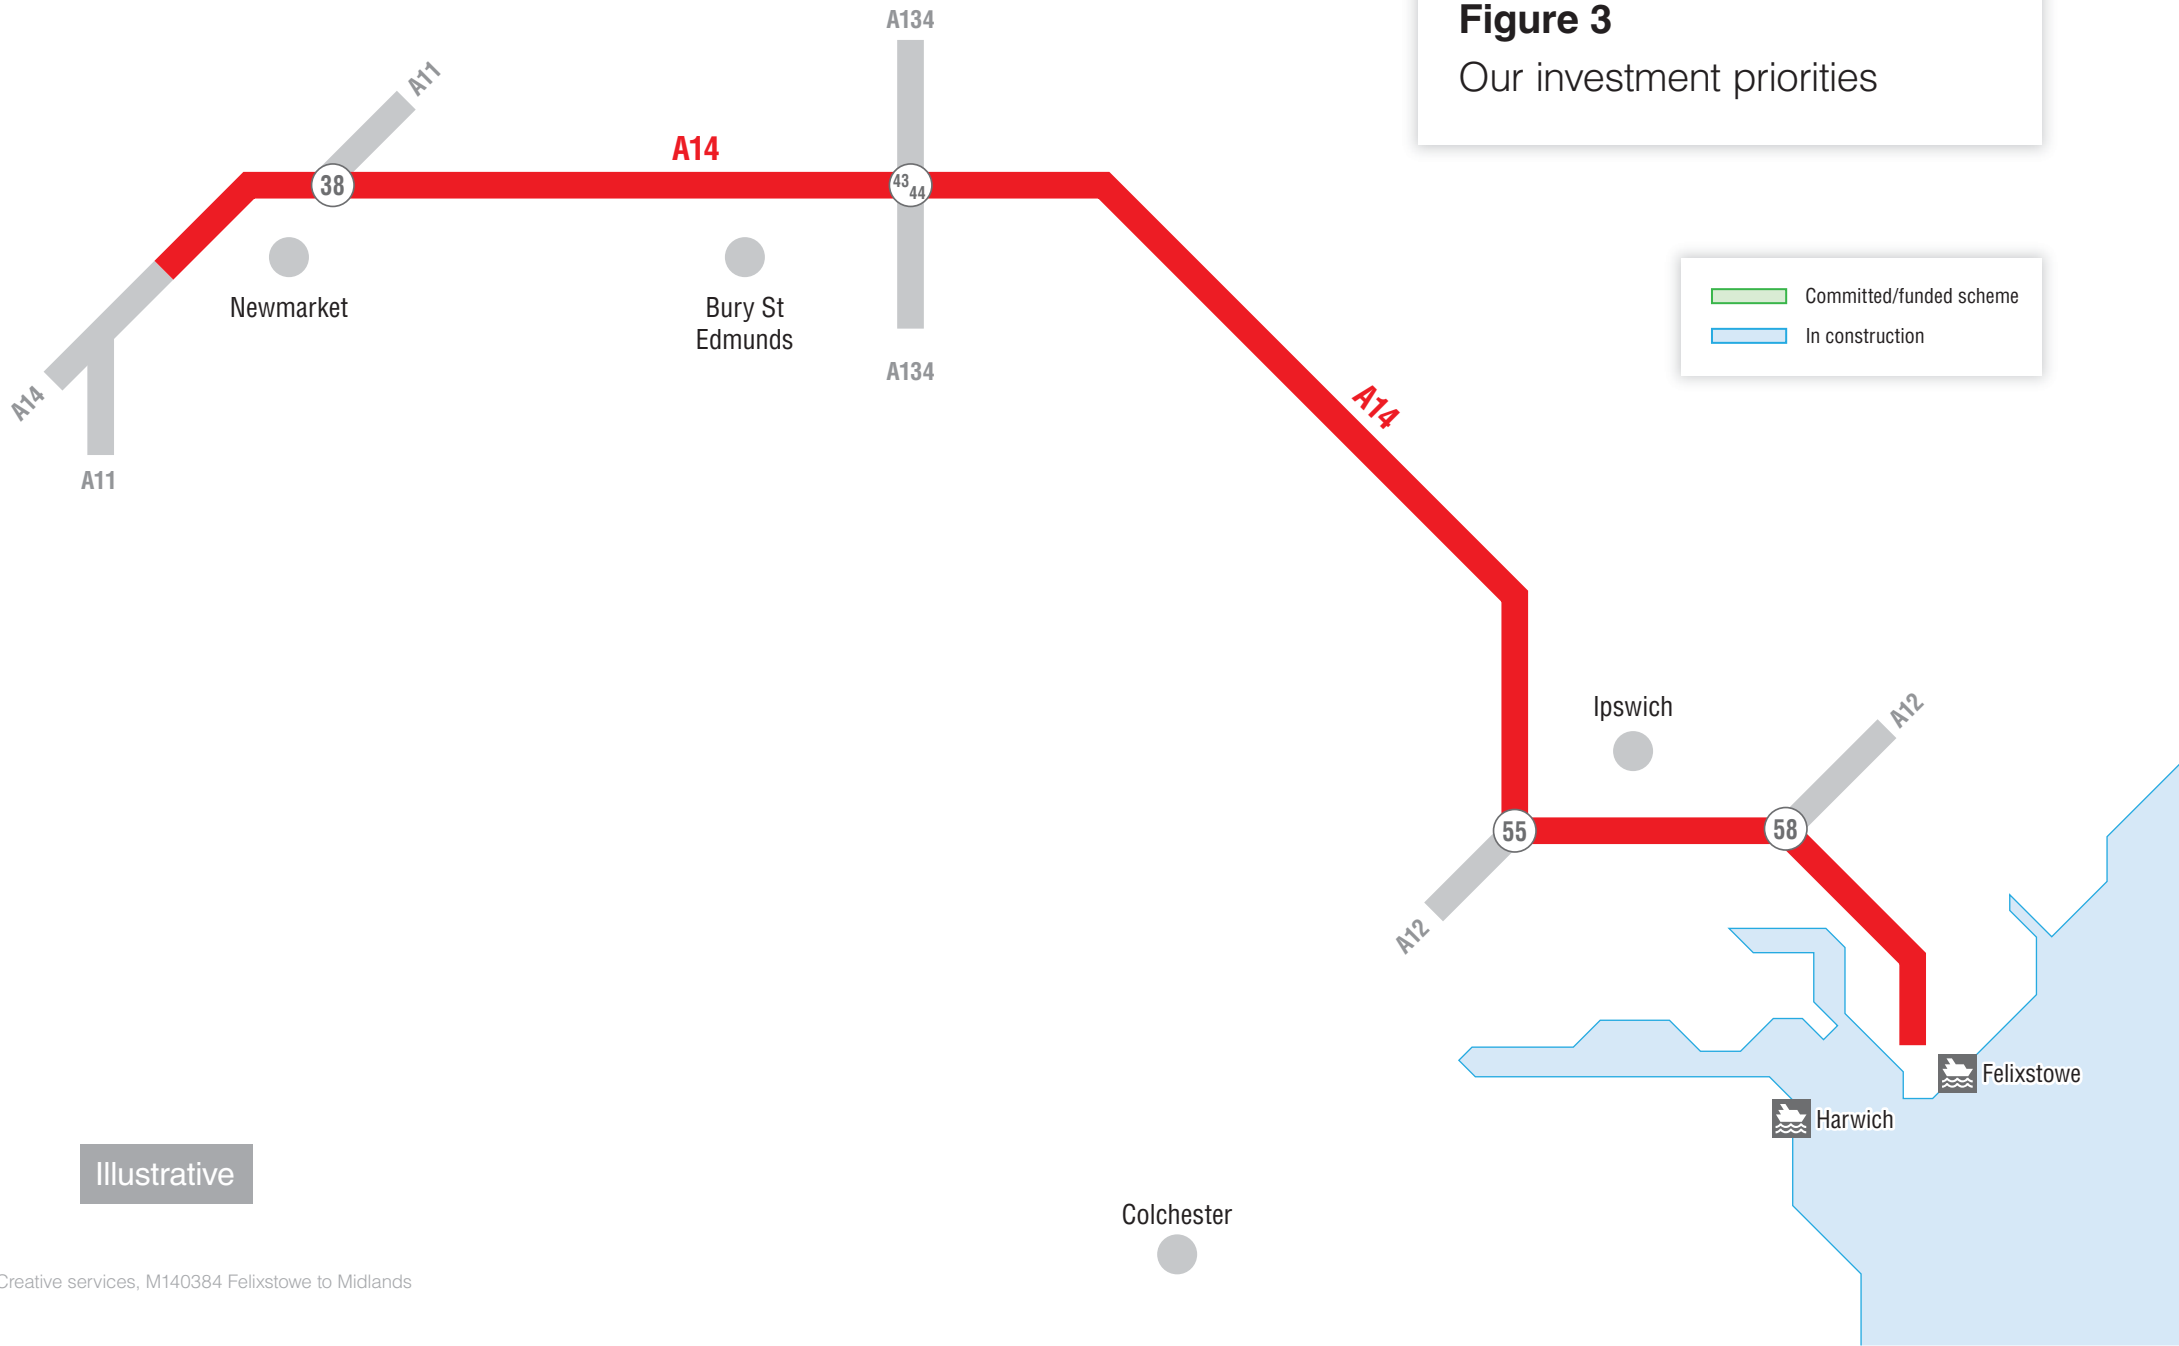 Figure 3
Our investment priorities
A134
A11
A14
38
43
44
Newmarket
Bury St
Edmunds
Committed/funded scheme
In construction
A134
A14
A14
A11
Ipswich
A12
55
58
A12
Felixstowe
Harwich
Illustrative
Colchester
Creative services, M140384 Felixstowe to Midlands